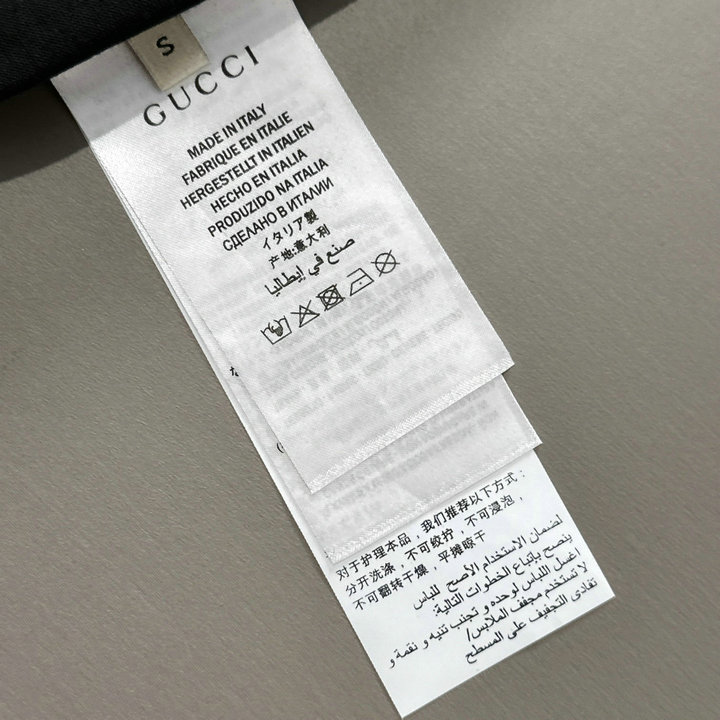 S
GUCCI
MADE IN ITALY
FABRIQUE EN ITALIE
HERGESTELLT IN ITALIEN
HECHO EN ITALIA
PRODUZIDO NA ITALIA
СДЕЛАНО В ИТАЛИИ
イタリア製
产地:意大利
صنع في إيطاليا
对于护理本品，我们推荐以下方式：
分开洗涤，不可绞拧，不可浸泡，
不可翻转干燥，平摊晾干
لضمان الاستخدام الأصح للباس
ينصح بإتباع الخطوات التالية:
اغسل اللباس لوحده و تجنب تنيه و نقعة و
لا تستخدم مجفف الملابس/
تفادى التجفيف على المسطح